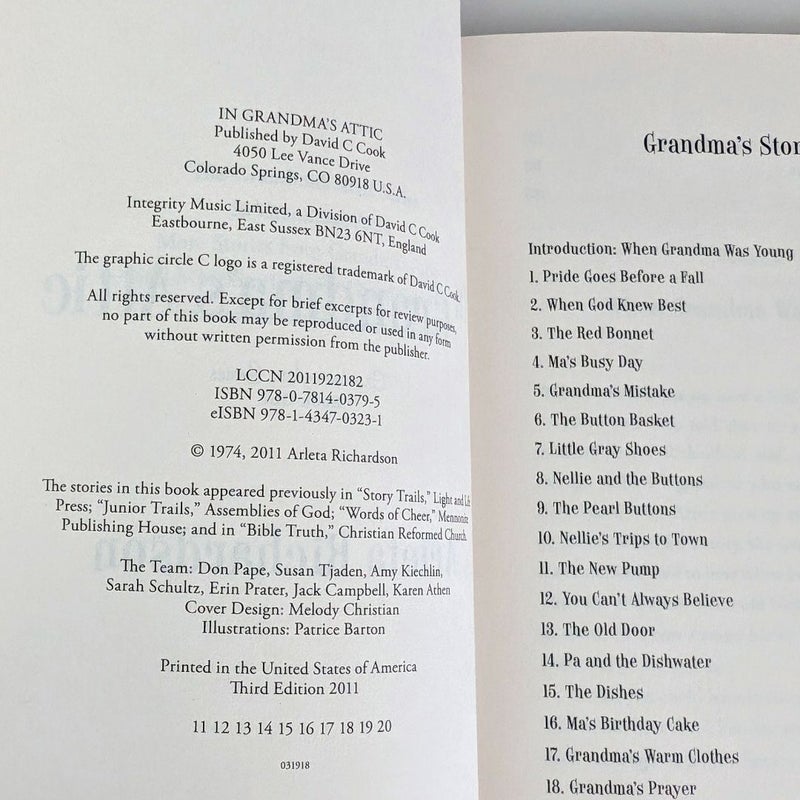 IN GRANDMA'S ATTIC
Published by David C Cook
4050 Lee Vance Drive
Colorado Springs, CO 80918 U.S.A.
Integrity Music Limited, a Division of David C Cook
Eastbourne, East Sussex BN23 6NT, England
The graphic circle C logo is a registered trademark of David C Cook.
All rights reserved. Except for brief excerpts for review purposes,
no part of this book may be reproduced or used in any form
without written permission from the publisher.
LCCN 2011922182
ISBN 978-0-7814-0379-5
eISBN 978-1-4347-0323-1
© 1974, 2011 Arleta Richardson
The stories in this book appeared previously in “Story Trails,” Light and Life
Press; “Junior Trails,” Assemblies of God; “Words of Cheer,” Mennonite
Publishing House; and in “Bible Truth,” Christian Reformed Church.
The Team: Don Pape, Susan Tjaden, Amy Kiechlin,
Sarah Schultz, Erin Prater, Jack Campbell, Karen Athen
Cover Design: Melody Christian
Illustrations: Patrice Barton
Printed in the United States of America
Third Edition 2011
11 12 13 14 15 16 17 18 19 20
031918
Grandma's Stor
Introduction: When Grandma Was Young
1. Pride Goes Before a Fall
2. When God Knew Best
3. The Red Bonnet
4. Ma's Busy Day
5. Grandma's Mistake
6. The Button Basket
7. Little Gray Shoes
8. Nellie and the Buttons
9. The Pearl Buttons
10. Nellie's Trips to Town
11. The New Pump
12. You Can't Always Believe
13. The Old Door
14. Pa and the Dishwater
15. The Dishes
16. Ma's Birthday Cake
17. Grandma's Warm Clothes
18. Grandma's Prayer